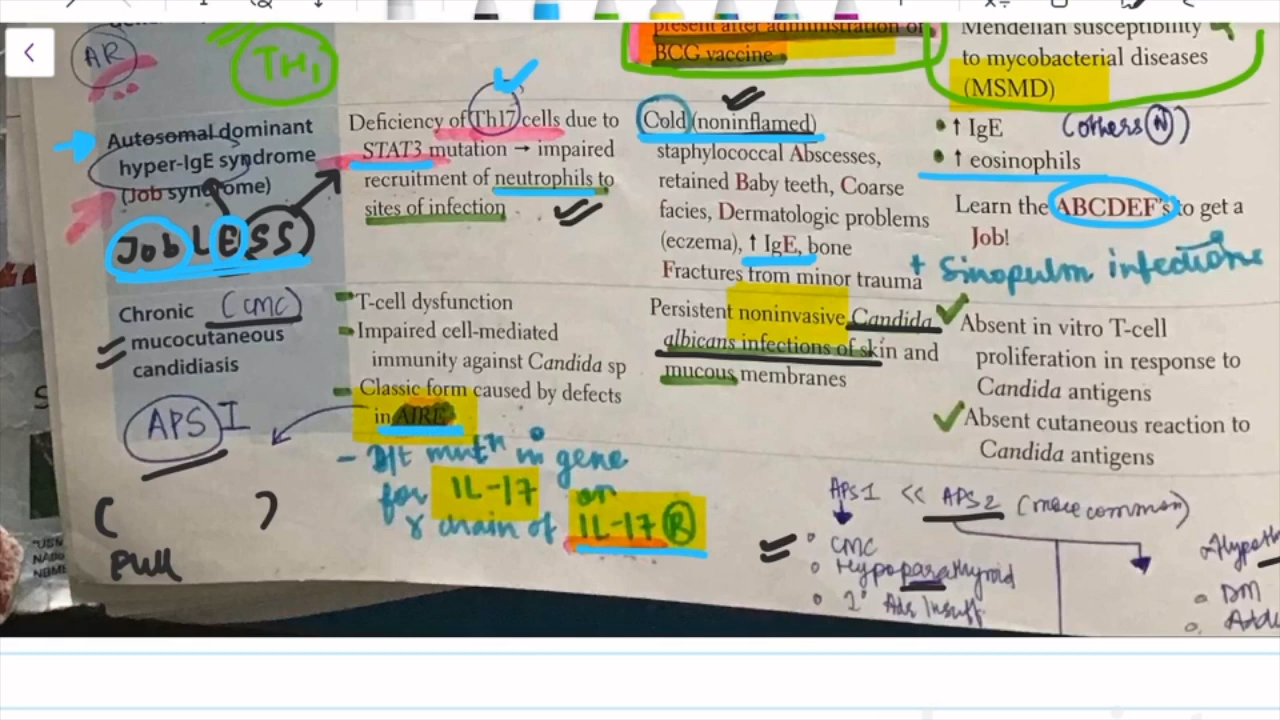 AR
TH1
present after administration of
BCG vaccine
Mendelian susceptibility
to mycobacterial diseases
(MSMD)
Autosomal dominant
hyper-IgE syndrome
(Job syndrome)
JobLESS)
Deficiency of Th17 cells due to
STAT3 mutation → impaired
recruitment of neutrophils to
sites of infection
Cold (noninflamed)
staphylococcal Abscesses,
retained Baby teeth, Coarse
facies, Dermatologic problems
(eczema), ↑ IgE, bone
Fractures from minor trauma
↑ IgE (others N)
↑ eosinophils
Learn the ABCDEF's to get a
Job!
+ Sinopulm infections
Chronic (CMC)
mucocutaneous
candidiasis
APS I
( )
Pull
T-cell dysfunction
Impaired cell-mediated
immunity against Candida sp
Classic form caused by defects
in AIRE
- D/t mutn in gene
for IL-17 or
γ chain of IL-17 R
Persistent noninvasive Candida
albicans infections of skin and
mucous membranes
Absent in vitro T-cell
proliferation in response to
Candida antigens
Absent cutaneous reaction to
Candida antigens
APS1 << APS2 (more common)
CMC
Hypoparathyroid
1° Adr Insuff
DM
"USM
NBME